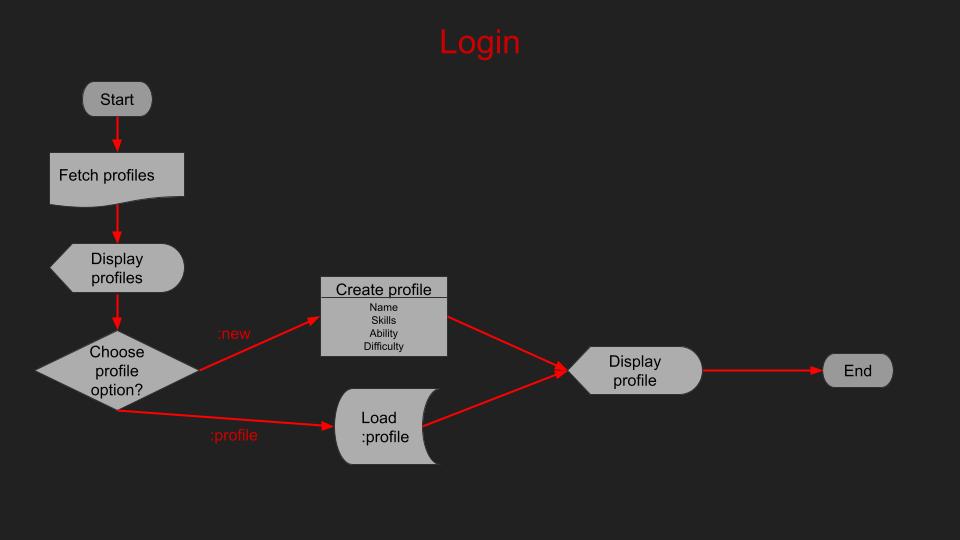 Login
Start
Fetch profiles
Display
profiles
Choose
profile
option?
:new
:profile
Create profile
Name
Skills
Ability
Difficulty
Load
:profile
Display
profile
End